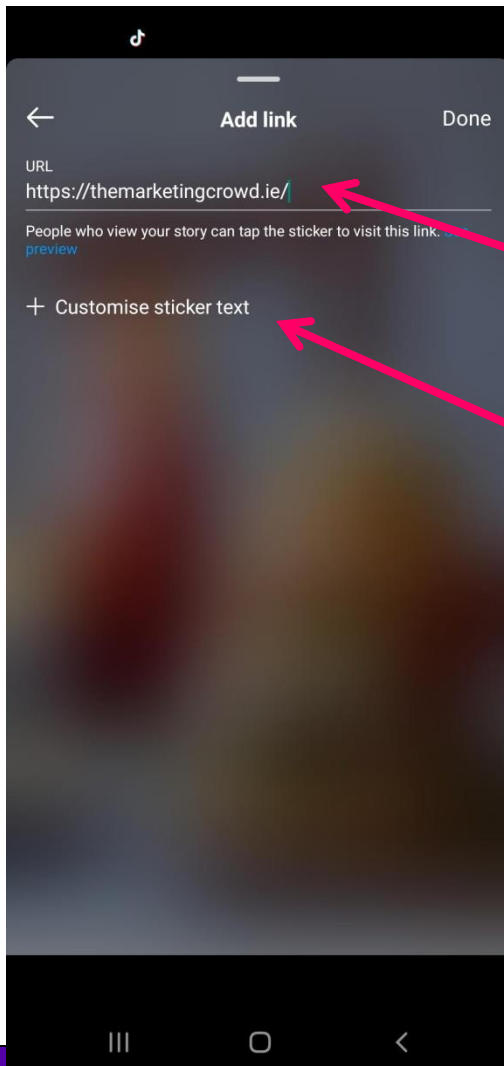 Add link
Done
URL
https://themarketingcrowd.ie/
People who view your story can tap the sticker to visit this link.
preview
+ Customise sticker text